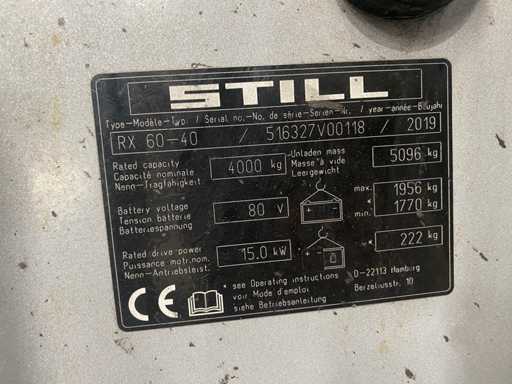 STILL
Type-Modèle-Typ / Serial no.-No. de série-Serien-Nr. / year-année-Baujahr
RX 60-40 / 516327V00118 / 2019
Rated capacity
Capacité nominale
Nenn-Tragfähigkeit
4000 kg
Unladen mass
Masse à vide
Leergewicht
5096 kg
Battery voltage
Tension batterie
Batteriespannung
80 V
max. 1956 kg
min. * 1770 kg
Rated drive power
Puissance motr.nom.
Nenn-Antriebsleist.
15.0 kW
* 222 kg
* see Operating instructions
voir Mode d'emploi
siehe Betriebsanleitung
D-22113 Hamburg
Berzeliusstr. 10
CE